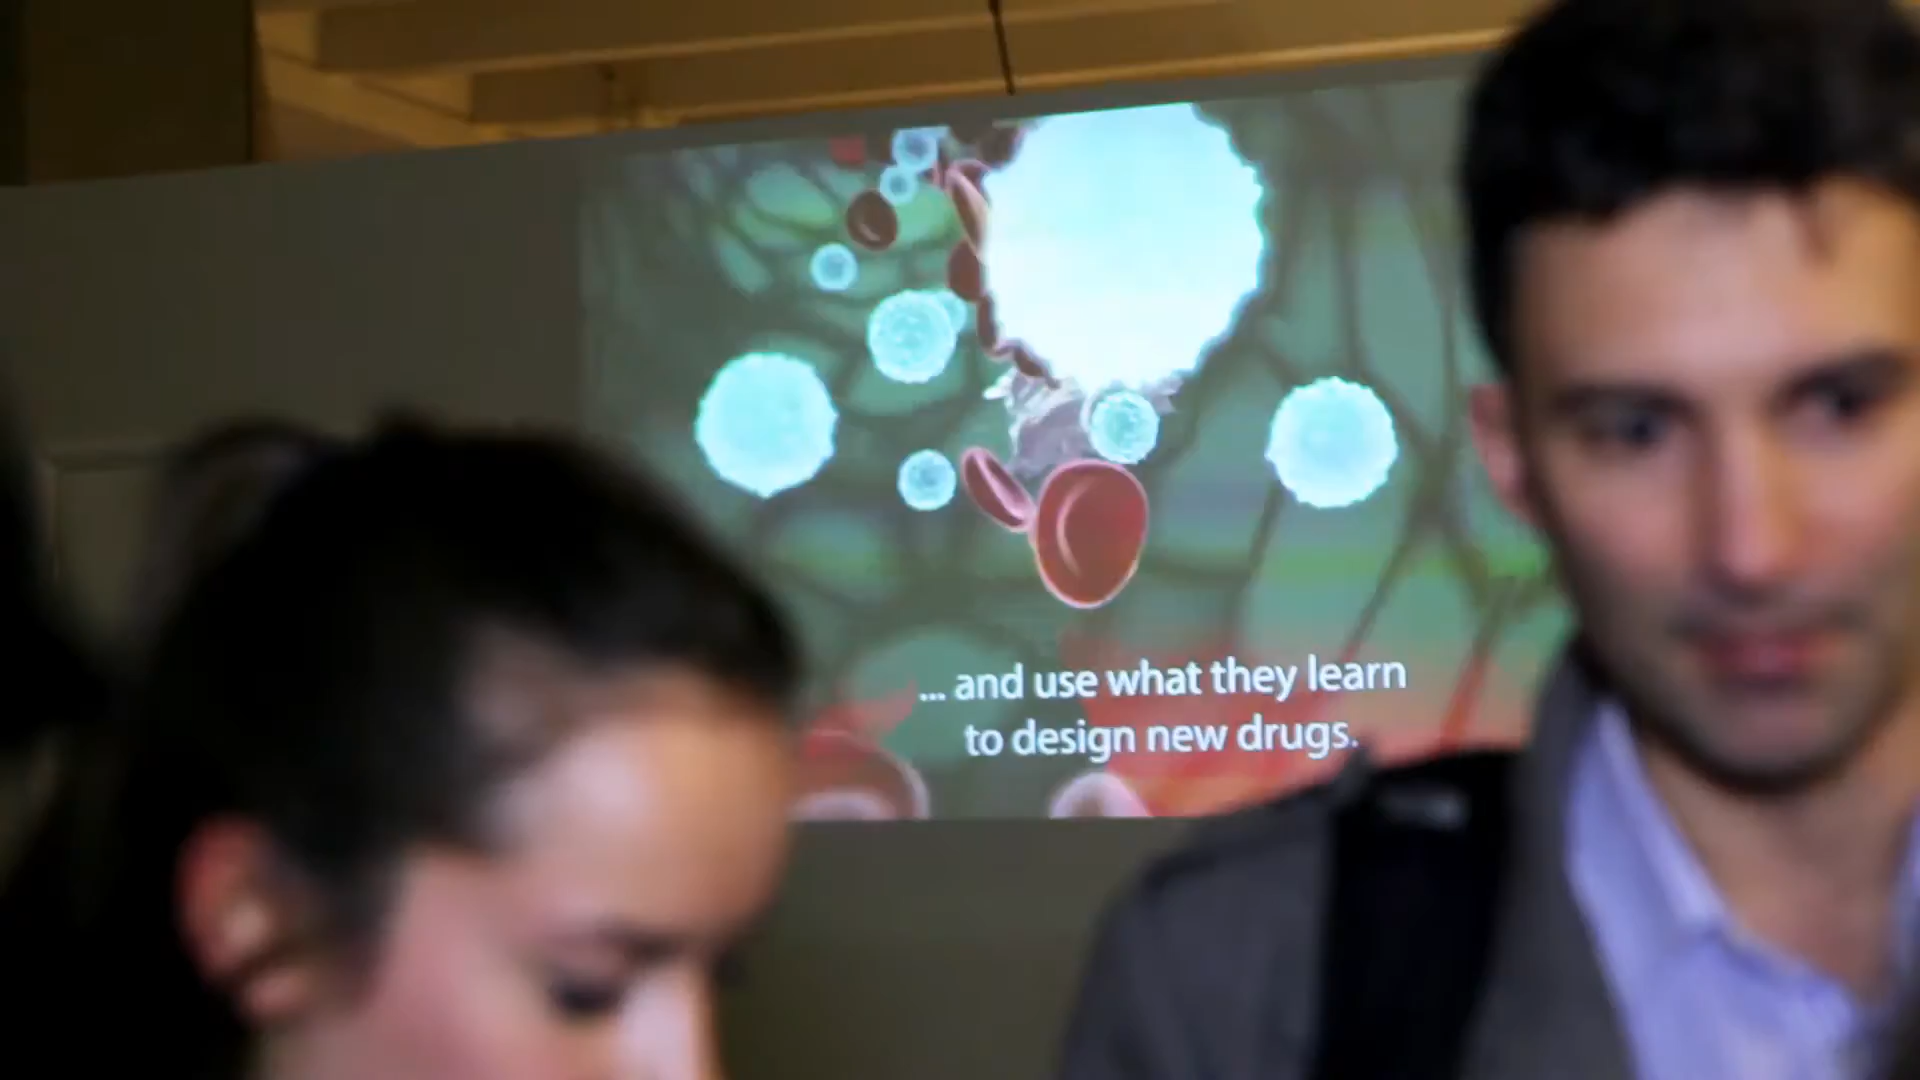 ... and use what they learn
to design new drugs.